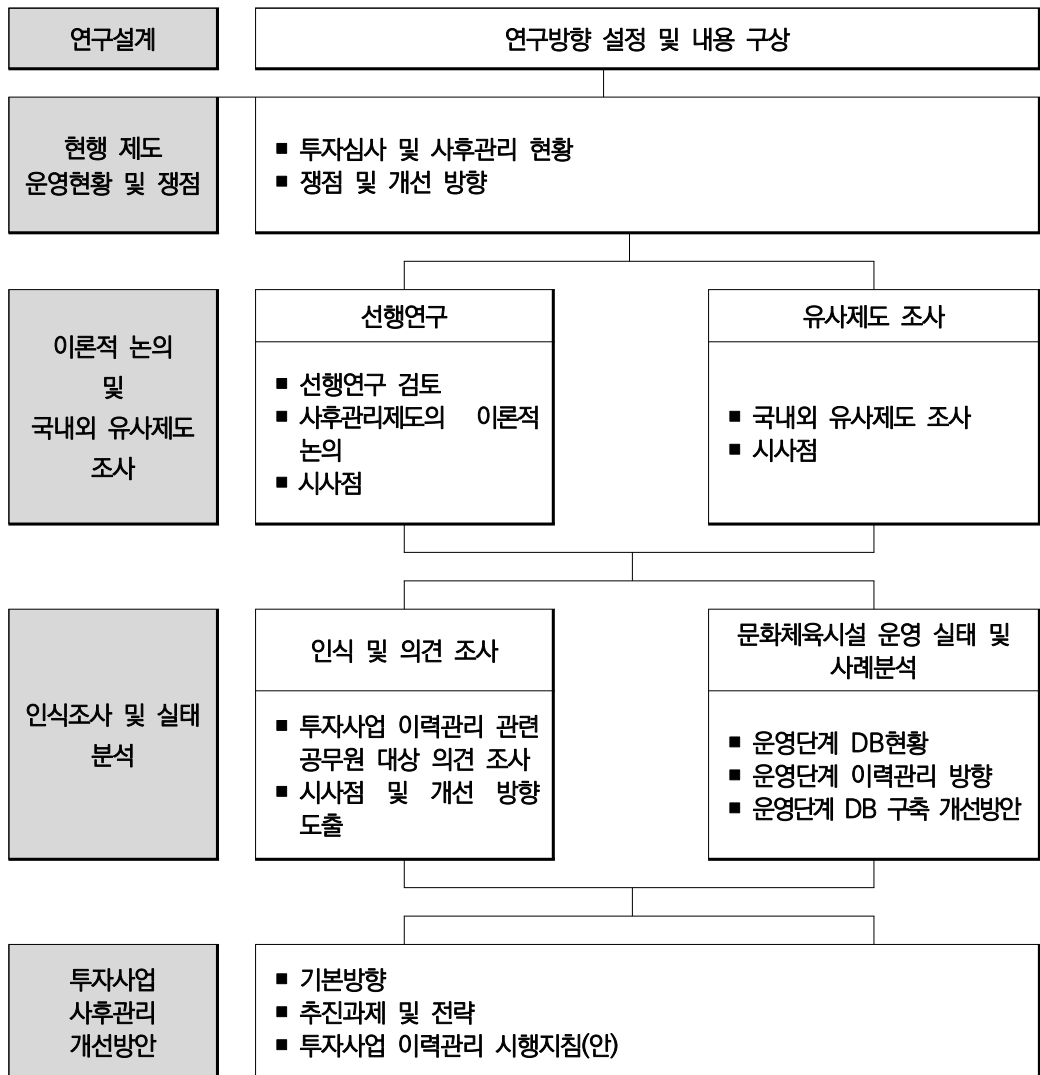 연구설계
연구방향 설정 및 내용 구상
현행 제도
운영현황 및 쟁점
■ 투자심사 및 사후관리 현황
■ 쟁점 및 개선 방향
이론적 논의
및
국내외 유사제도
조사
선행연구
■ 선행연구 검토
■ 사후관리제도의 이론적
논의
■ 시사점
유사제도 조사
■ 국내외 유사제도 조사
■ 시사점
인식조사 및 실태
분석
인식 및 의견 조사
■ 투자사업 이력관리 관련
공무원 대상 의견 조사
■ 시사점 및 개선 방향
도출
문화체육시설 운영 실태 및
사례분석
■ 운영단계 DB현황
■ 운영단계 이력관리 방향
■ 운영단계 DB 구축 개선방안
투자사업
사후관리
개선방안
■ 기본방향
■ 추진과제 및 전략
■ 투자사업 이력관리 시행지침(안)